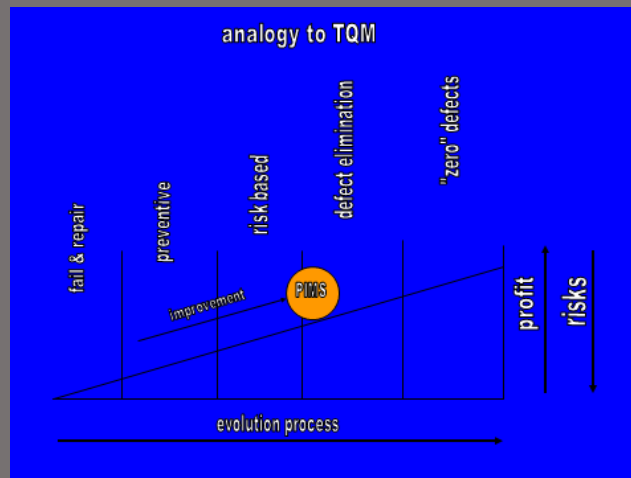 analogy to TQM
fail & repair
preventive
risk based
defect elimination
"zero" defects
improvement
PIMS
profit
risks
evolution process